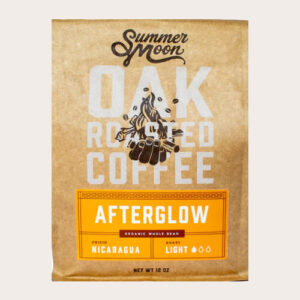 Summer
Moon
OAK
ROASTED
COFFEE
AFTERGLOW
ORGANIC WHOLE BEAN
ORIGIN
NICARAGUA
ROAST
LIGHT
NET WT 12 OZ